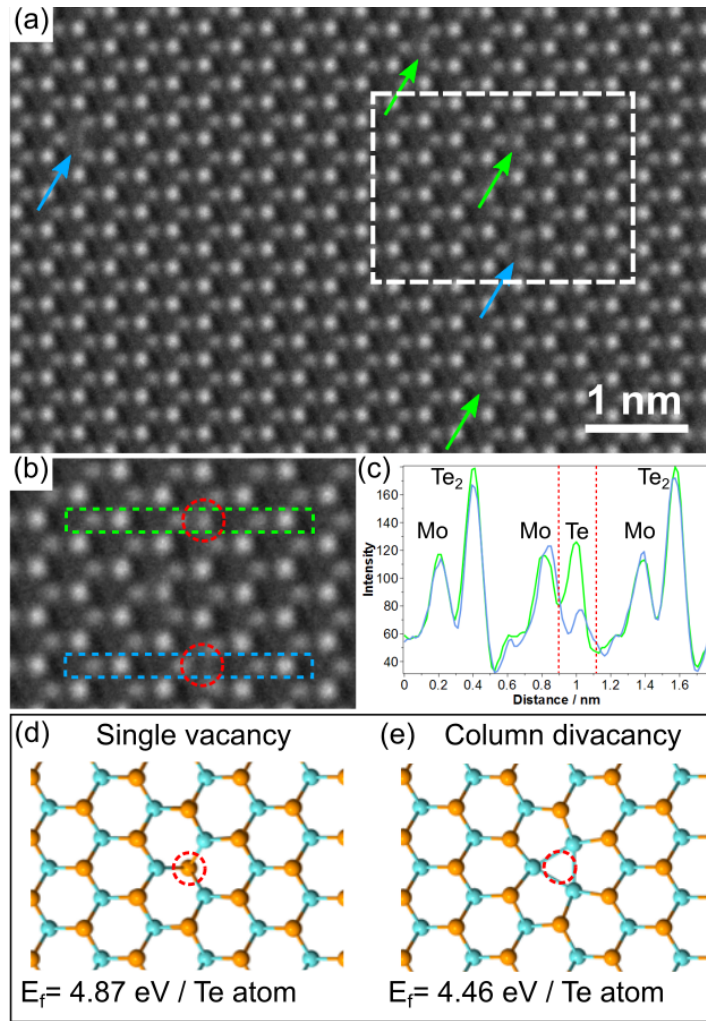 (a)
1 nm
(b)
(c)
Te₂
Te₂
Mo
Mo
Te
Mo
Intensity
160
140
120
100
80
60
40
0
0.2
0.4
0.6
0.8
1
1.2
1.4
1.6
Distance / nm
(d)
Single vacancy
E_f= 4.87 eV / Te atom
(e)
Column divacancy
E_f= 4.46 eV / Te atom